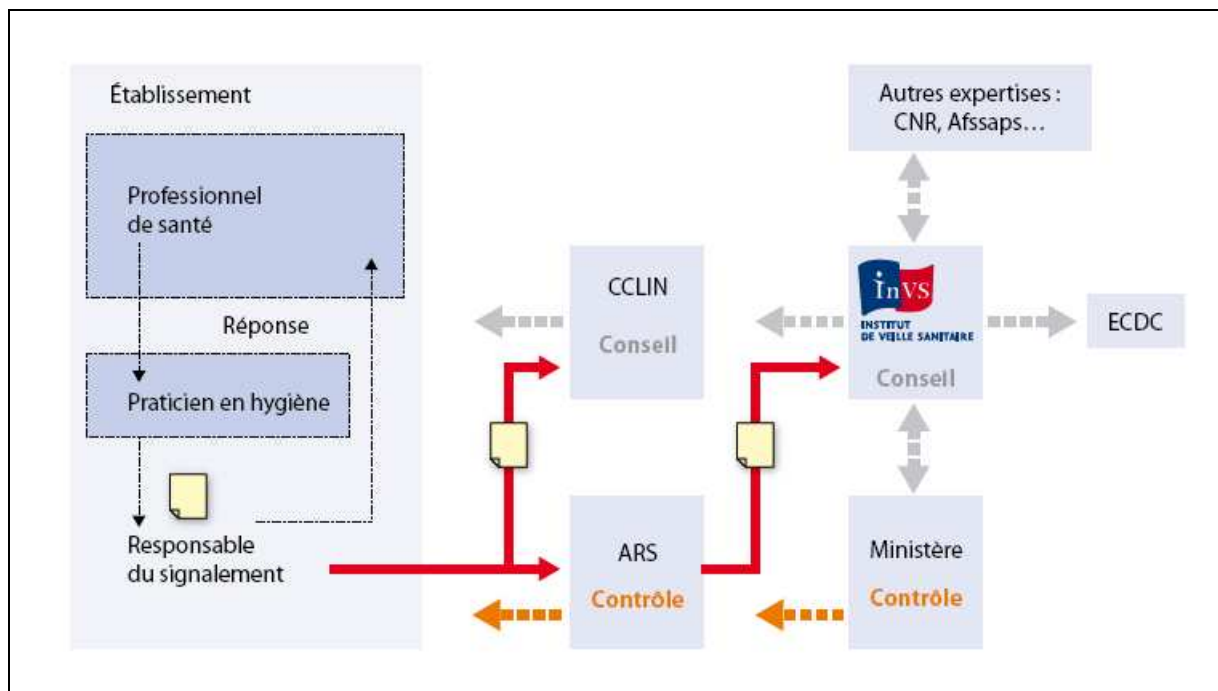 Établissement
Professionnel
de santé
Réponse
Praticien en hygiène
Responsable
du signalement
CCLIN
Conseil
ARS
Contrôle
Autres expertises :
CNR, Afssaps…
InVS
INSTITUT
DE VEILLE SANITAIRE
Conseil
ECDC
Ministère
Contrôle